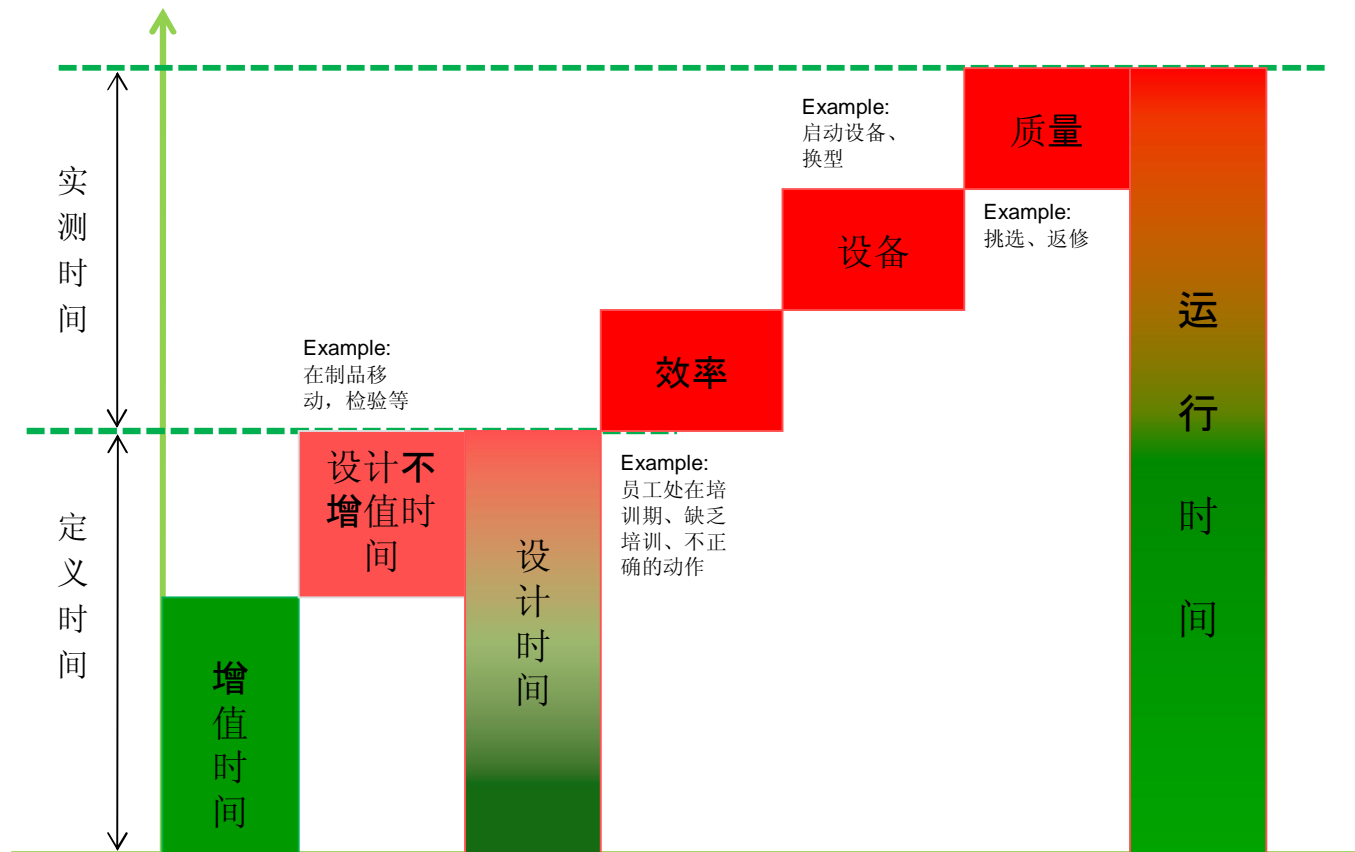 实
测
时
间
定
义
时
间
增
值
时
间
Example:
在制品移
动，检验等
设计不
增值时
间
设
计
时
间
效率
Example:
员工处在培
训期、缺乏
培训、不正
确的动作
Example:
启动设备、
换型
设备
质量
Example:
挑选、返修
运
行
时
间